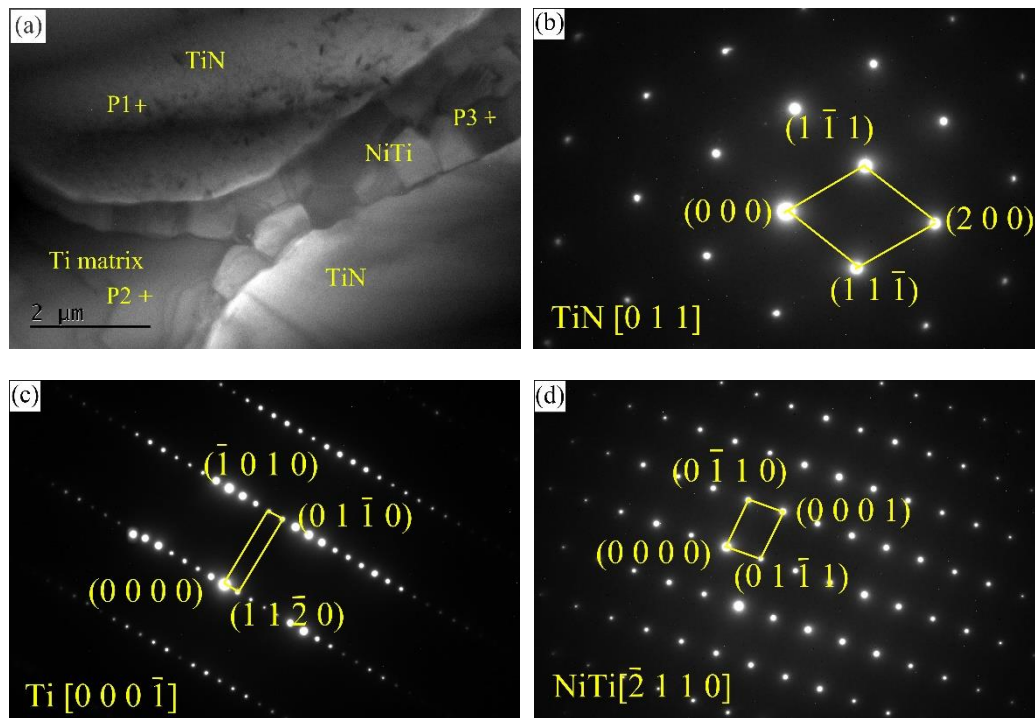 (a)
TiN
P1+
P3 +
NiTi
Ti matrix
P2 +
TiN
2 μm
(b)
(1 1̅ 1)
(0 0 0)
(2 0 0)
(1 1 1̅)
TiN [0 1 1]
(c)
(1̅ 0 1 0)
(0 1 1̅ 0)
(0 0 0 0)
(1 1 2̅ 0)
Ti [0 0 0 1̅]
(d)
(0 1̅ 1 0)
(0 0 0 1)
(0 0 0 0)
(0 1 1̅ 1)
NiTi[2̅ 1 1 0]